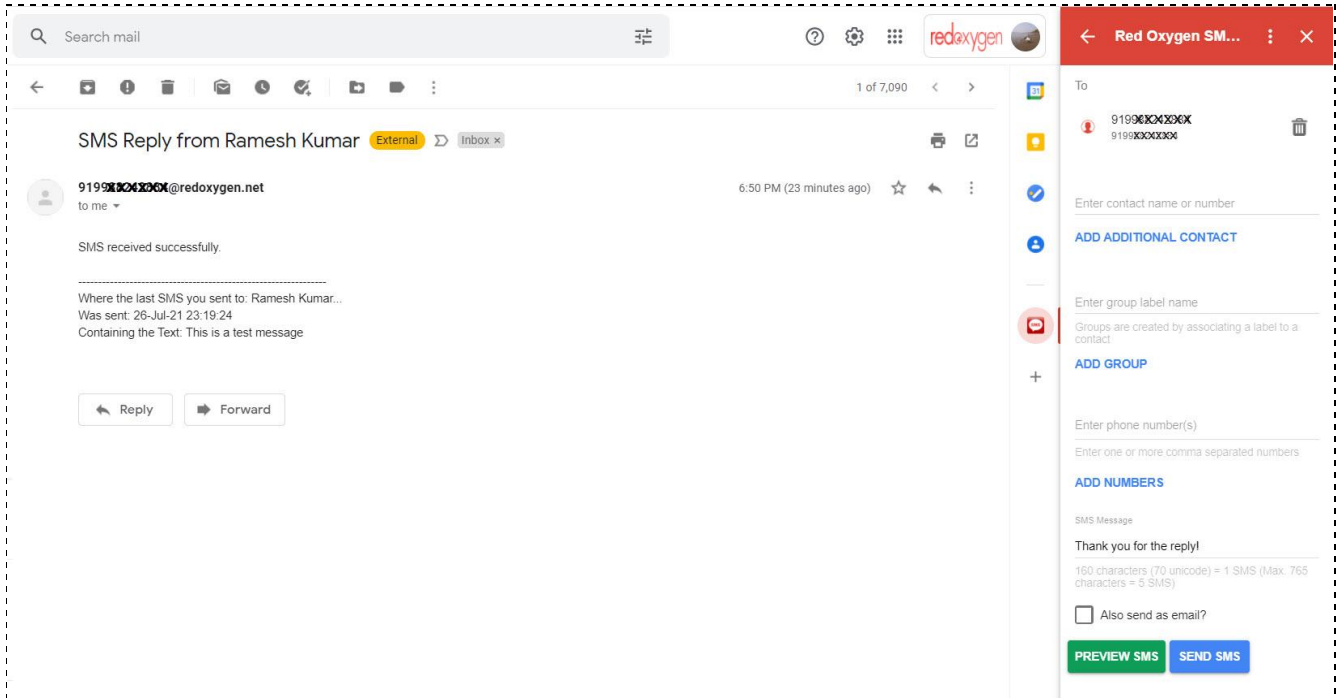 Search mail
redoxygen
1 of 7,090
SMS Reply from Ramesh Kumar External Inbox ×
@redoxygen.net
6:50 PM (23 minutes ago)
to me
SMS received successfully.
--------------------------------------------------------------
Where the last SMS you sent to: Ramesh Kumar...
Was sent: 26-Jul-21 23:19:24
Containing the Text: This is a test message
Reply
Forward
31
SMS
Red Oxygen SM...
To
Enter contact name or number
ADD ADDITIONAL CONTACT
Enter group label name
Groups are created by associating a label to a
contact
ADD GROUP
Enter phone number(s)
Enter one or more comma separated numbers
ADD NUMBERS
SMS Message
Thank you for the reply!
160 characters (70 unicode) = 1 SMS (Max. 765
characters = 5 SMS)
Also send as email?
PREVIEW SMS
SEND SMS